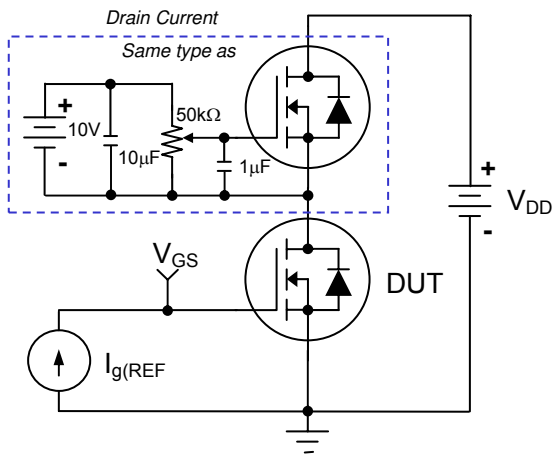 Drain Current
Same type as
+
10V
-
10μF
50kΩ
1μF
+
V_DD
-
V_GS
DUT
I_g(REF